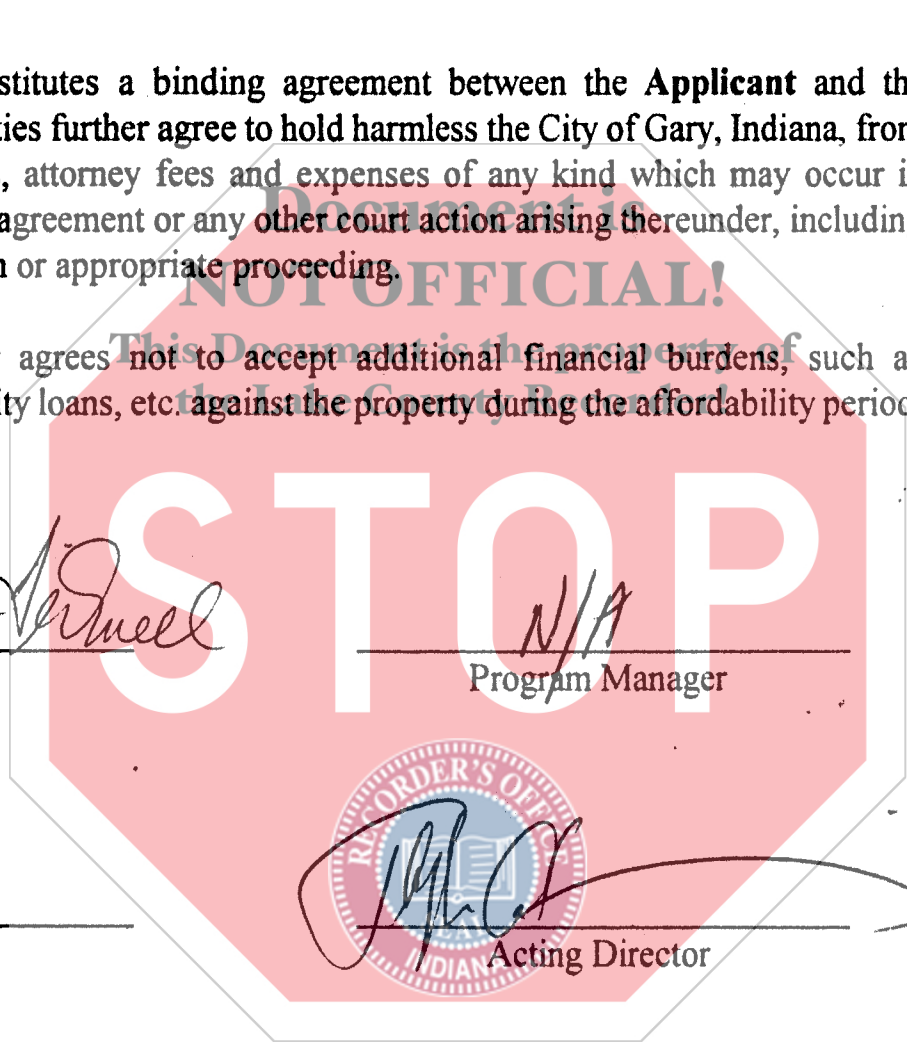 stitutes a binding agreement between the Applicant and th
ties further agree to hold harmless the City of Gary, Indiana, from
, attorney fees and expenses of any kind which may occur i
agreement or any other court action arising thereunder, includin
n or appropriate proceeding.
Document is
NOT OFFICIAL!
This Document is the property of
the Lake County Recorder!
agrees not to accept additional financial burdens, such a
ity loans, etc. against the property during the affordability period
STOP
N/A
Program Manager
RECORDER'S OFFICE
SEAL
INDIANA
Acting Director